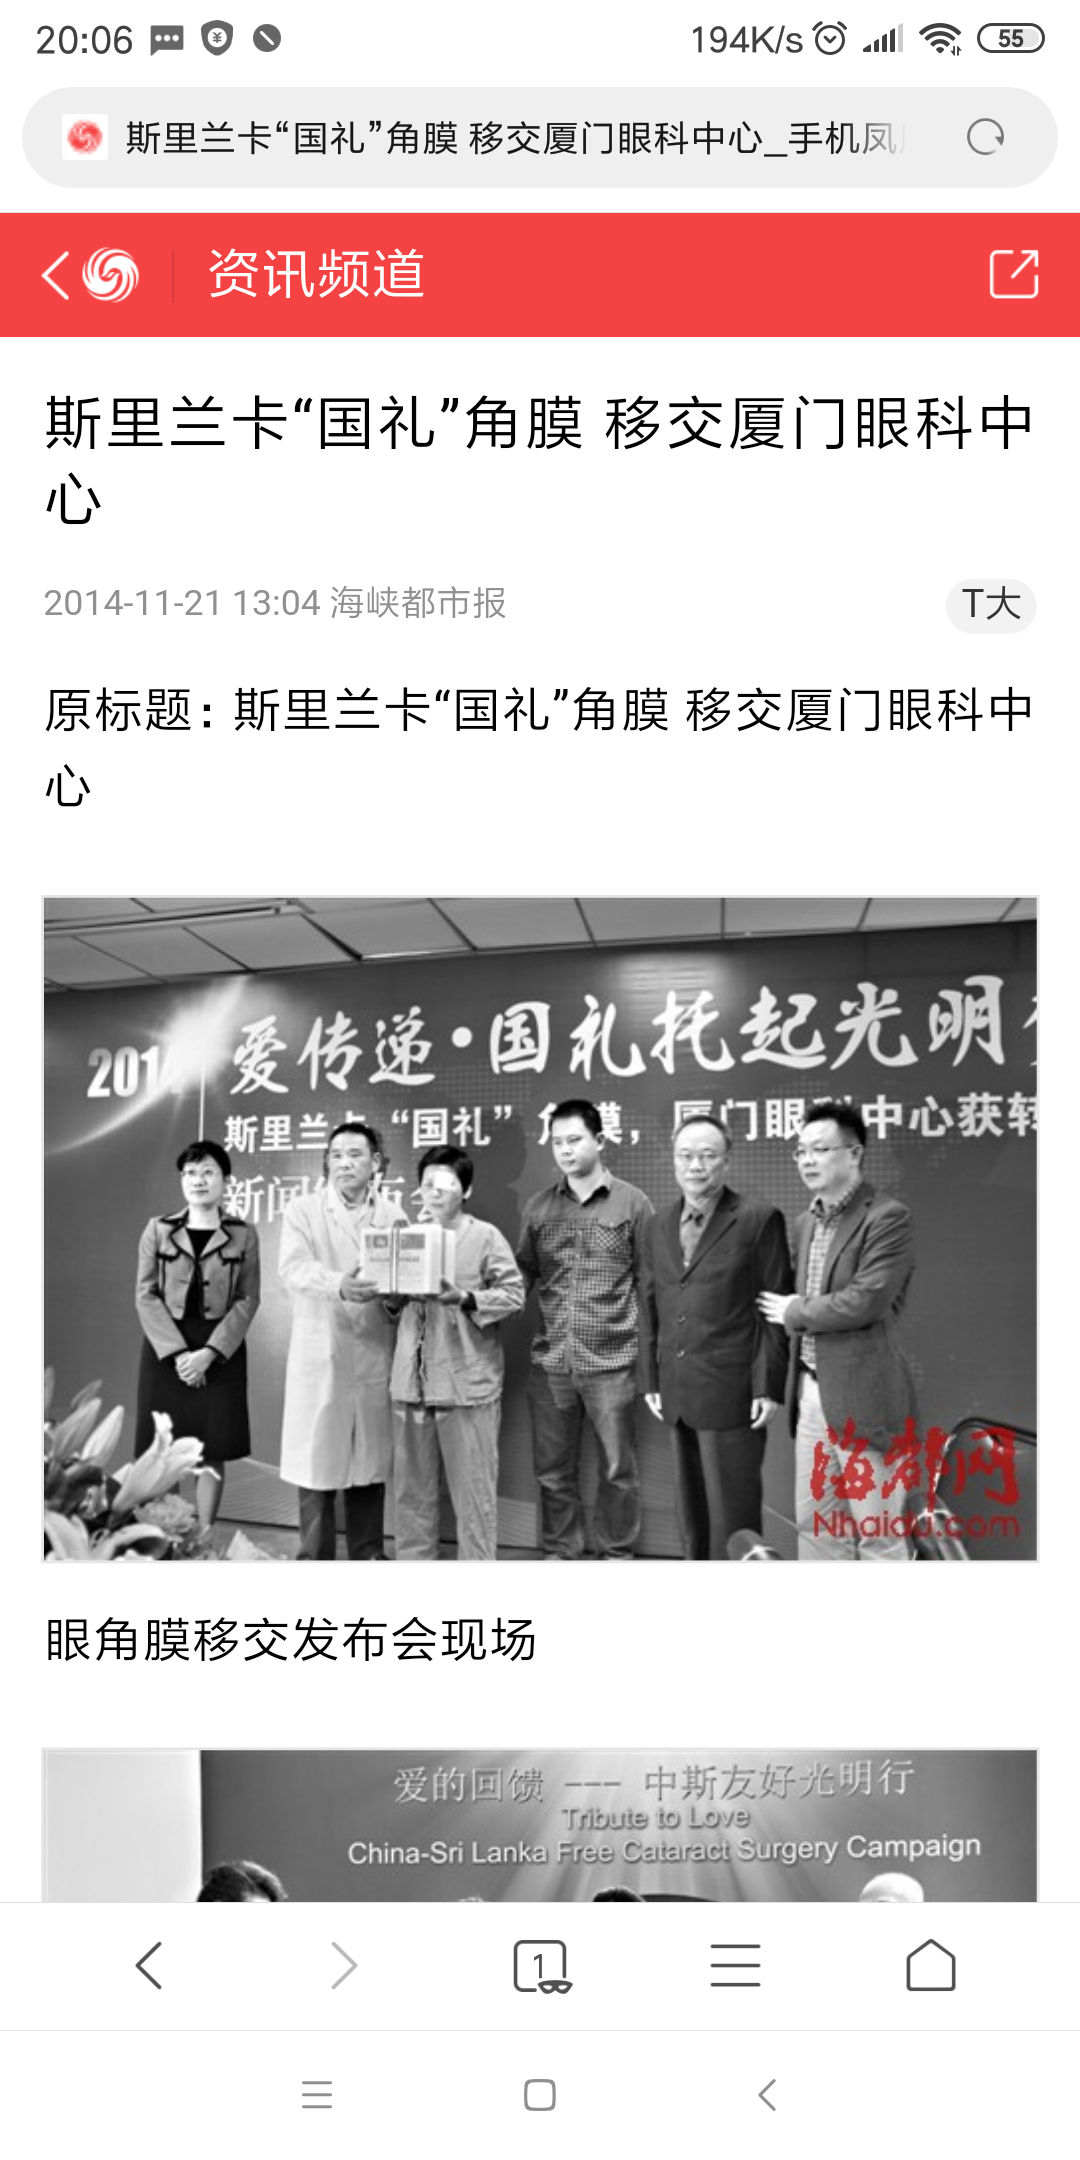 20:06
194K/s
55
斯里兰卡“国礼”角膜 移交厦门眼科中心_手机凤
资讯频道
斯里兰卡“国礼”角膜 移交厦门眼科中
心
2014-11-21 13:04 海峡都市报
T大
原标题：斯里兰卡“国礼”角膜 移交厦门眼科中
心
2014 爱传递·国礼托起光明
斯里兰卡“国礼”角膜，厦门眼科中心获转
新闻发布会
海都网
Nhaidu.com
眼角膜移交发布会现场
爱的回馈 --- 中斯友好光明行
Tribute to Love
China-Sri Lanka Free Cataract Surgery Campaign
1